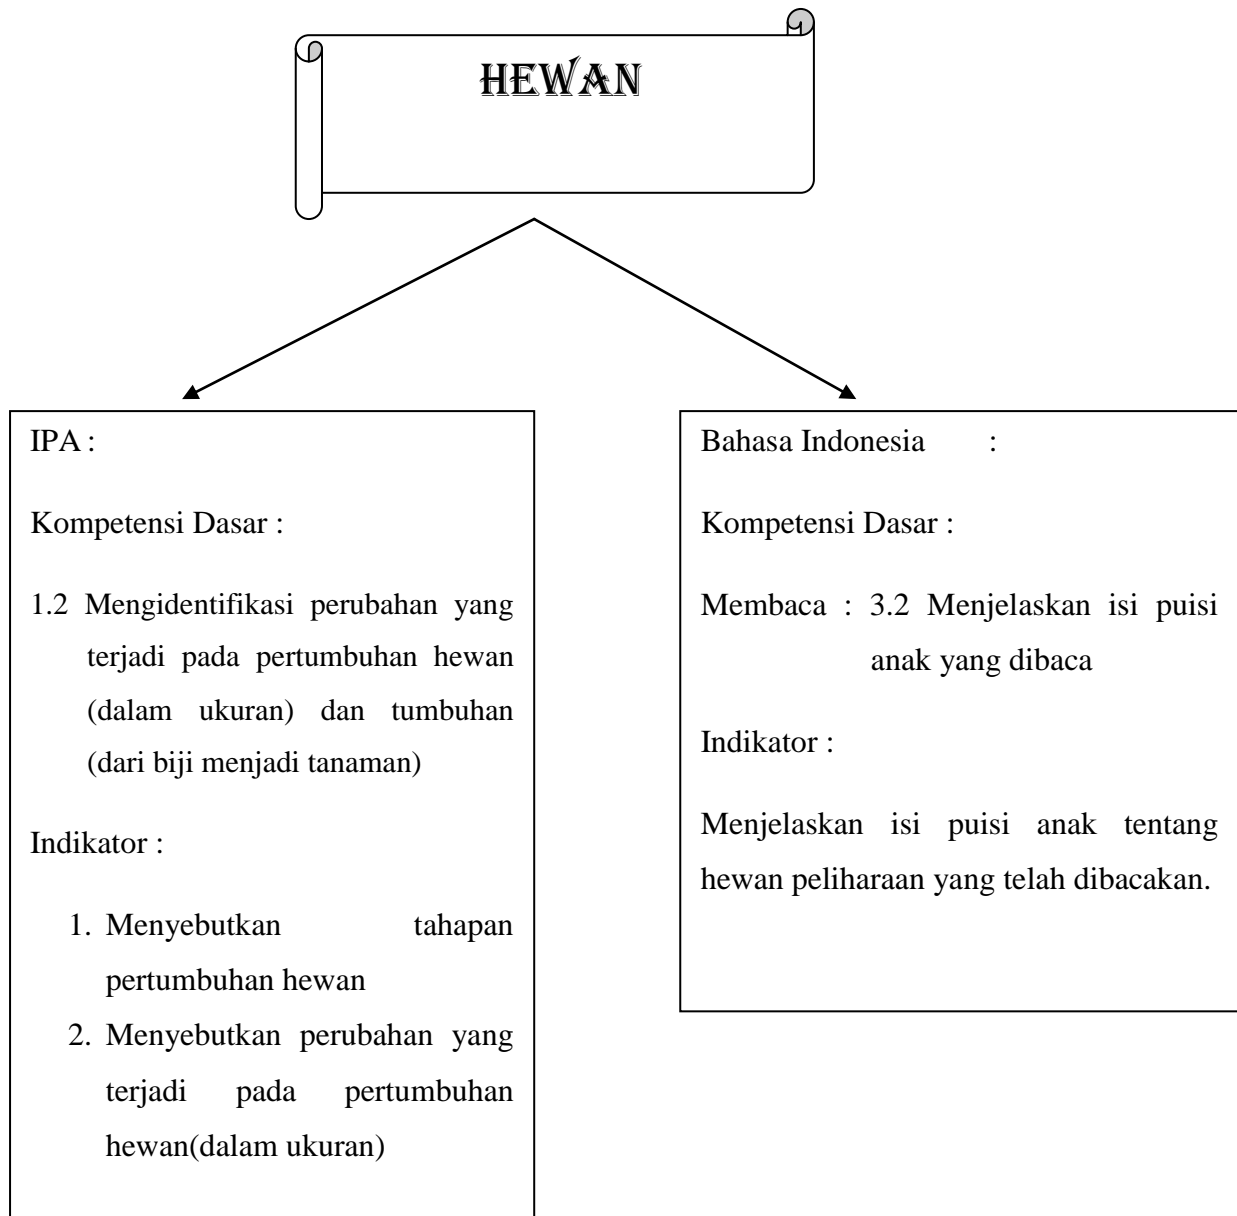 HEWAN
IPA :
Kompetensi Dasar :
1.2 Mengidentifikasi perubahan yang
terjadi pada pertumbuhan hewan
(dalam ukuran) dan tumbuhan
(dari biji menjadi tanaman)
Indikator :
1. Menyebutkan tahapan
pertumbuhan hewan
2. Menyebutkan perubahan yang
terjadi pada pertumbuhan
hewan(dalam ukuran)
Bahasa Indonesia :
Kompetensi Dasar :
Membaca : 3.2 Menjelaskan isi puisi
anak yang dibaca
Indikator :
Menjelaskan isi puisi anak tentang
hewan peliharaan yang telah dibacakan.